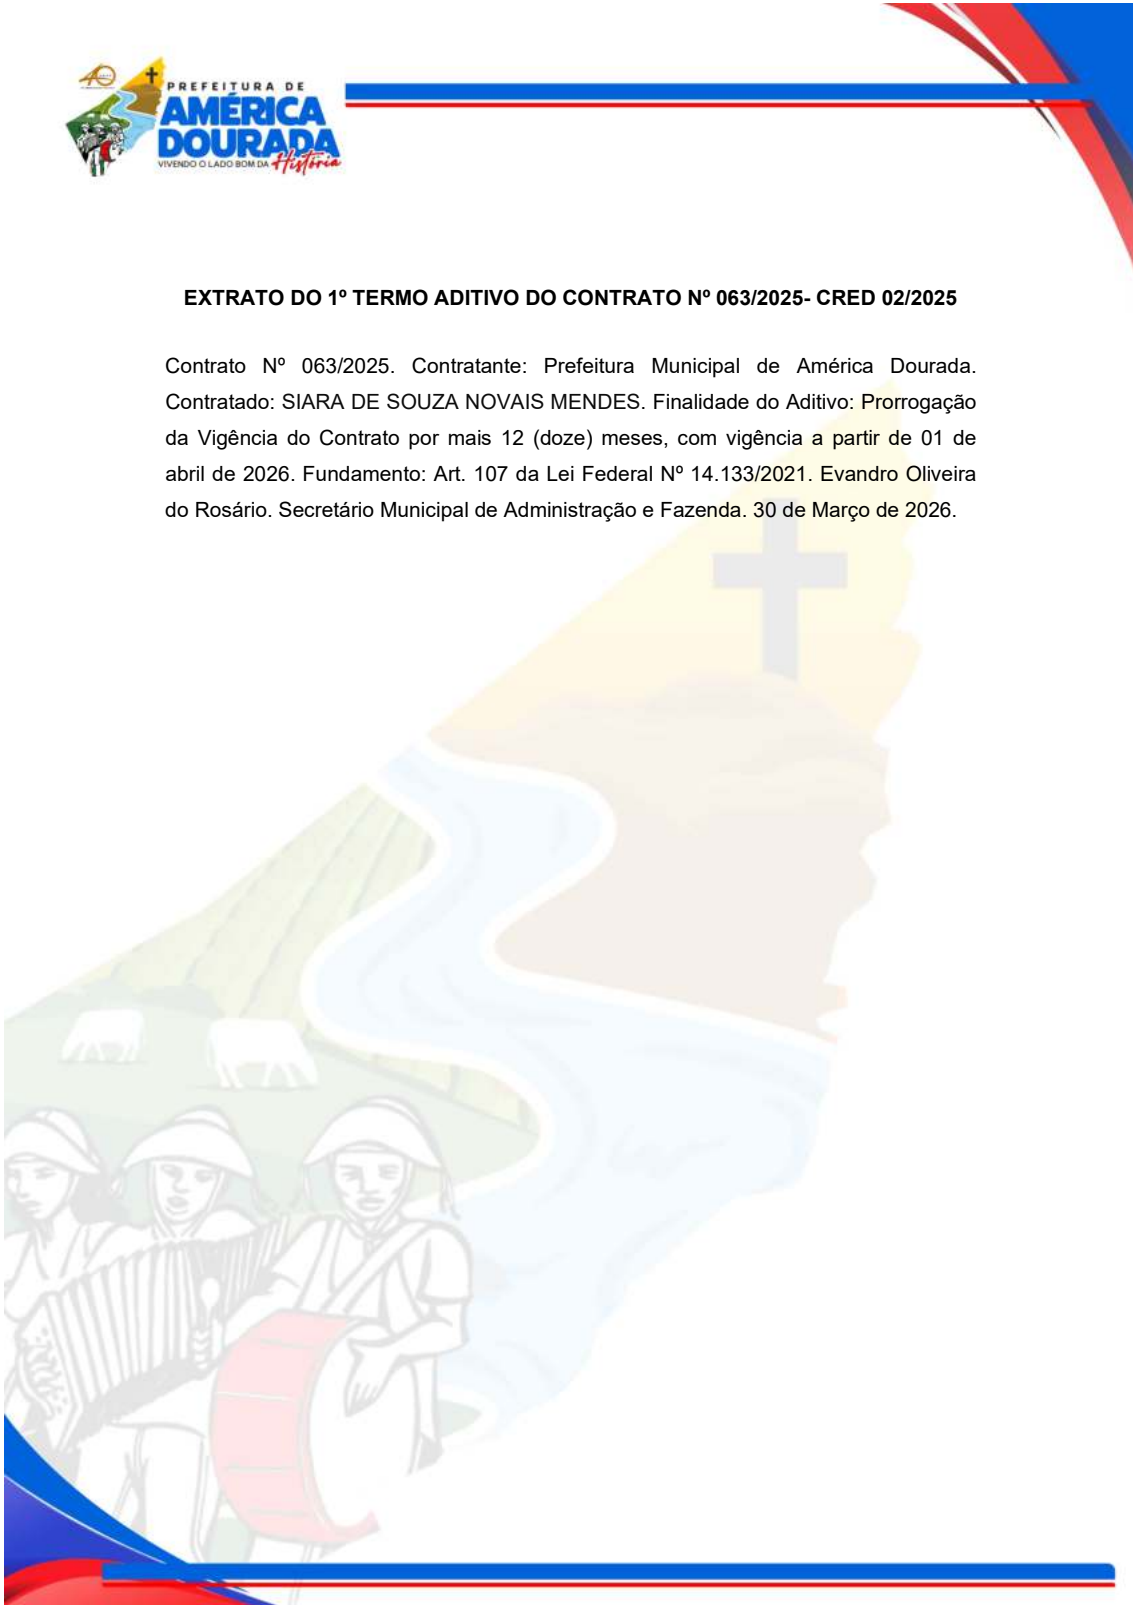 40
PREFEITURA DE
AMÉRICA
DOURADA
VIVENDO O LADO BOM DA História
EXTRATO DO 1º TERMO ADITIVO DO CONTRATO Nº 063/2025- CRED 02/2025
Contrato Nº 063/2025. Contratante: Prefeitura Municipal de América Dourada.
Contratado: SIARA DE SOUZA NOVAIS MENDES. Finalidade do Aditivo: Prorrogação
da Vigência do Contrato por mais 12 (doze) meses, com vigência a partir de 01 de
abril de 2026. Fundamento: Art. 107 da Lei Federal Nº 14.133/2021. Evandro Oliveira
do Rosário. Secretário Municipal de Administração e Fazenda. 30 de Março de 2026.